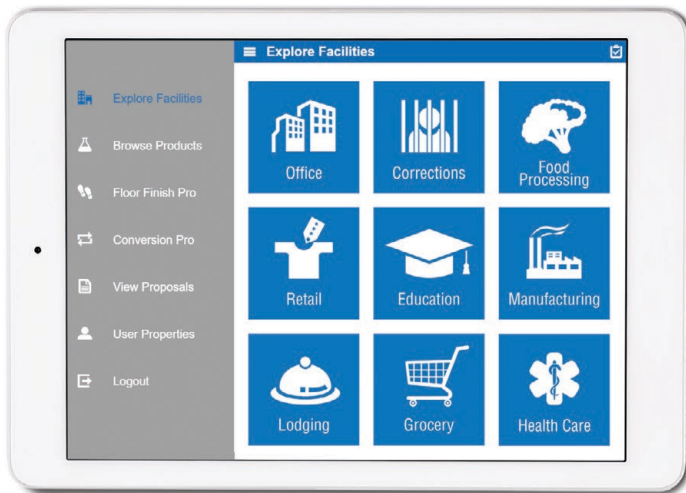 Explore Facilities
Explore Facilities
Browse Products
Floor Finish Pro
Conversion Pro
View Proposals
User Properties
Logout
Office
Corrections
Food
Processing
Retail
Education
Manufacturing
Lodging
Grocery
Health Care